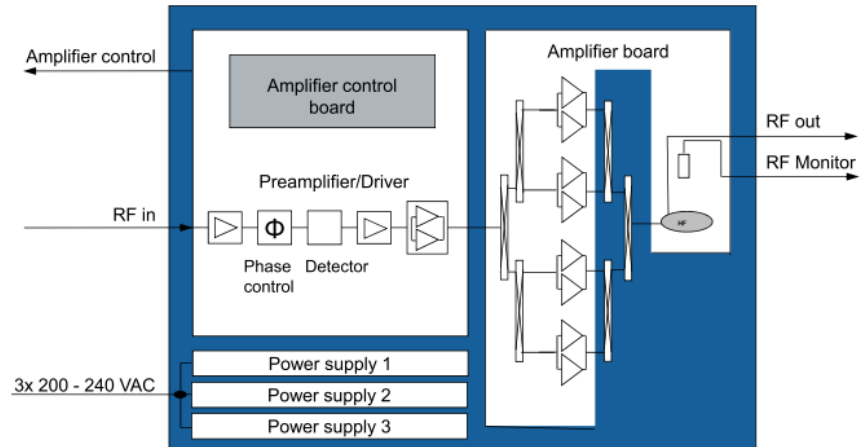 Amplifier control
Amplifier control
board
Amplifier board
RF out
RF Monitor
Preamplifier/Driver
RF in
Φ
Phase
control
Detector
HF
3x 200 - 240 VAC
Power supply 1
Power supply 2
Power supply 3